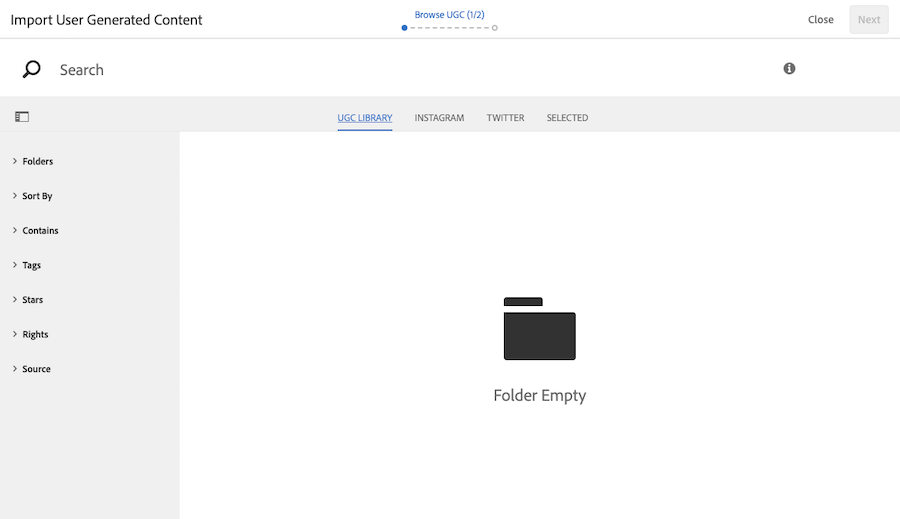 Import User Generated Content
Browse UGC (1/2)
Close
Next
Search
UGC LIBRARY
INSTAGRAM
TWITTER
SELECTED
Folders
Sort By
Contains
Tags
Stars
Rights
Source
Folder Empty